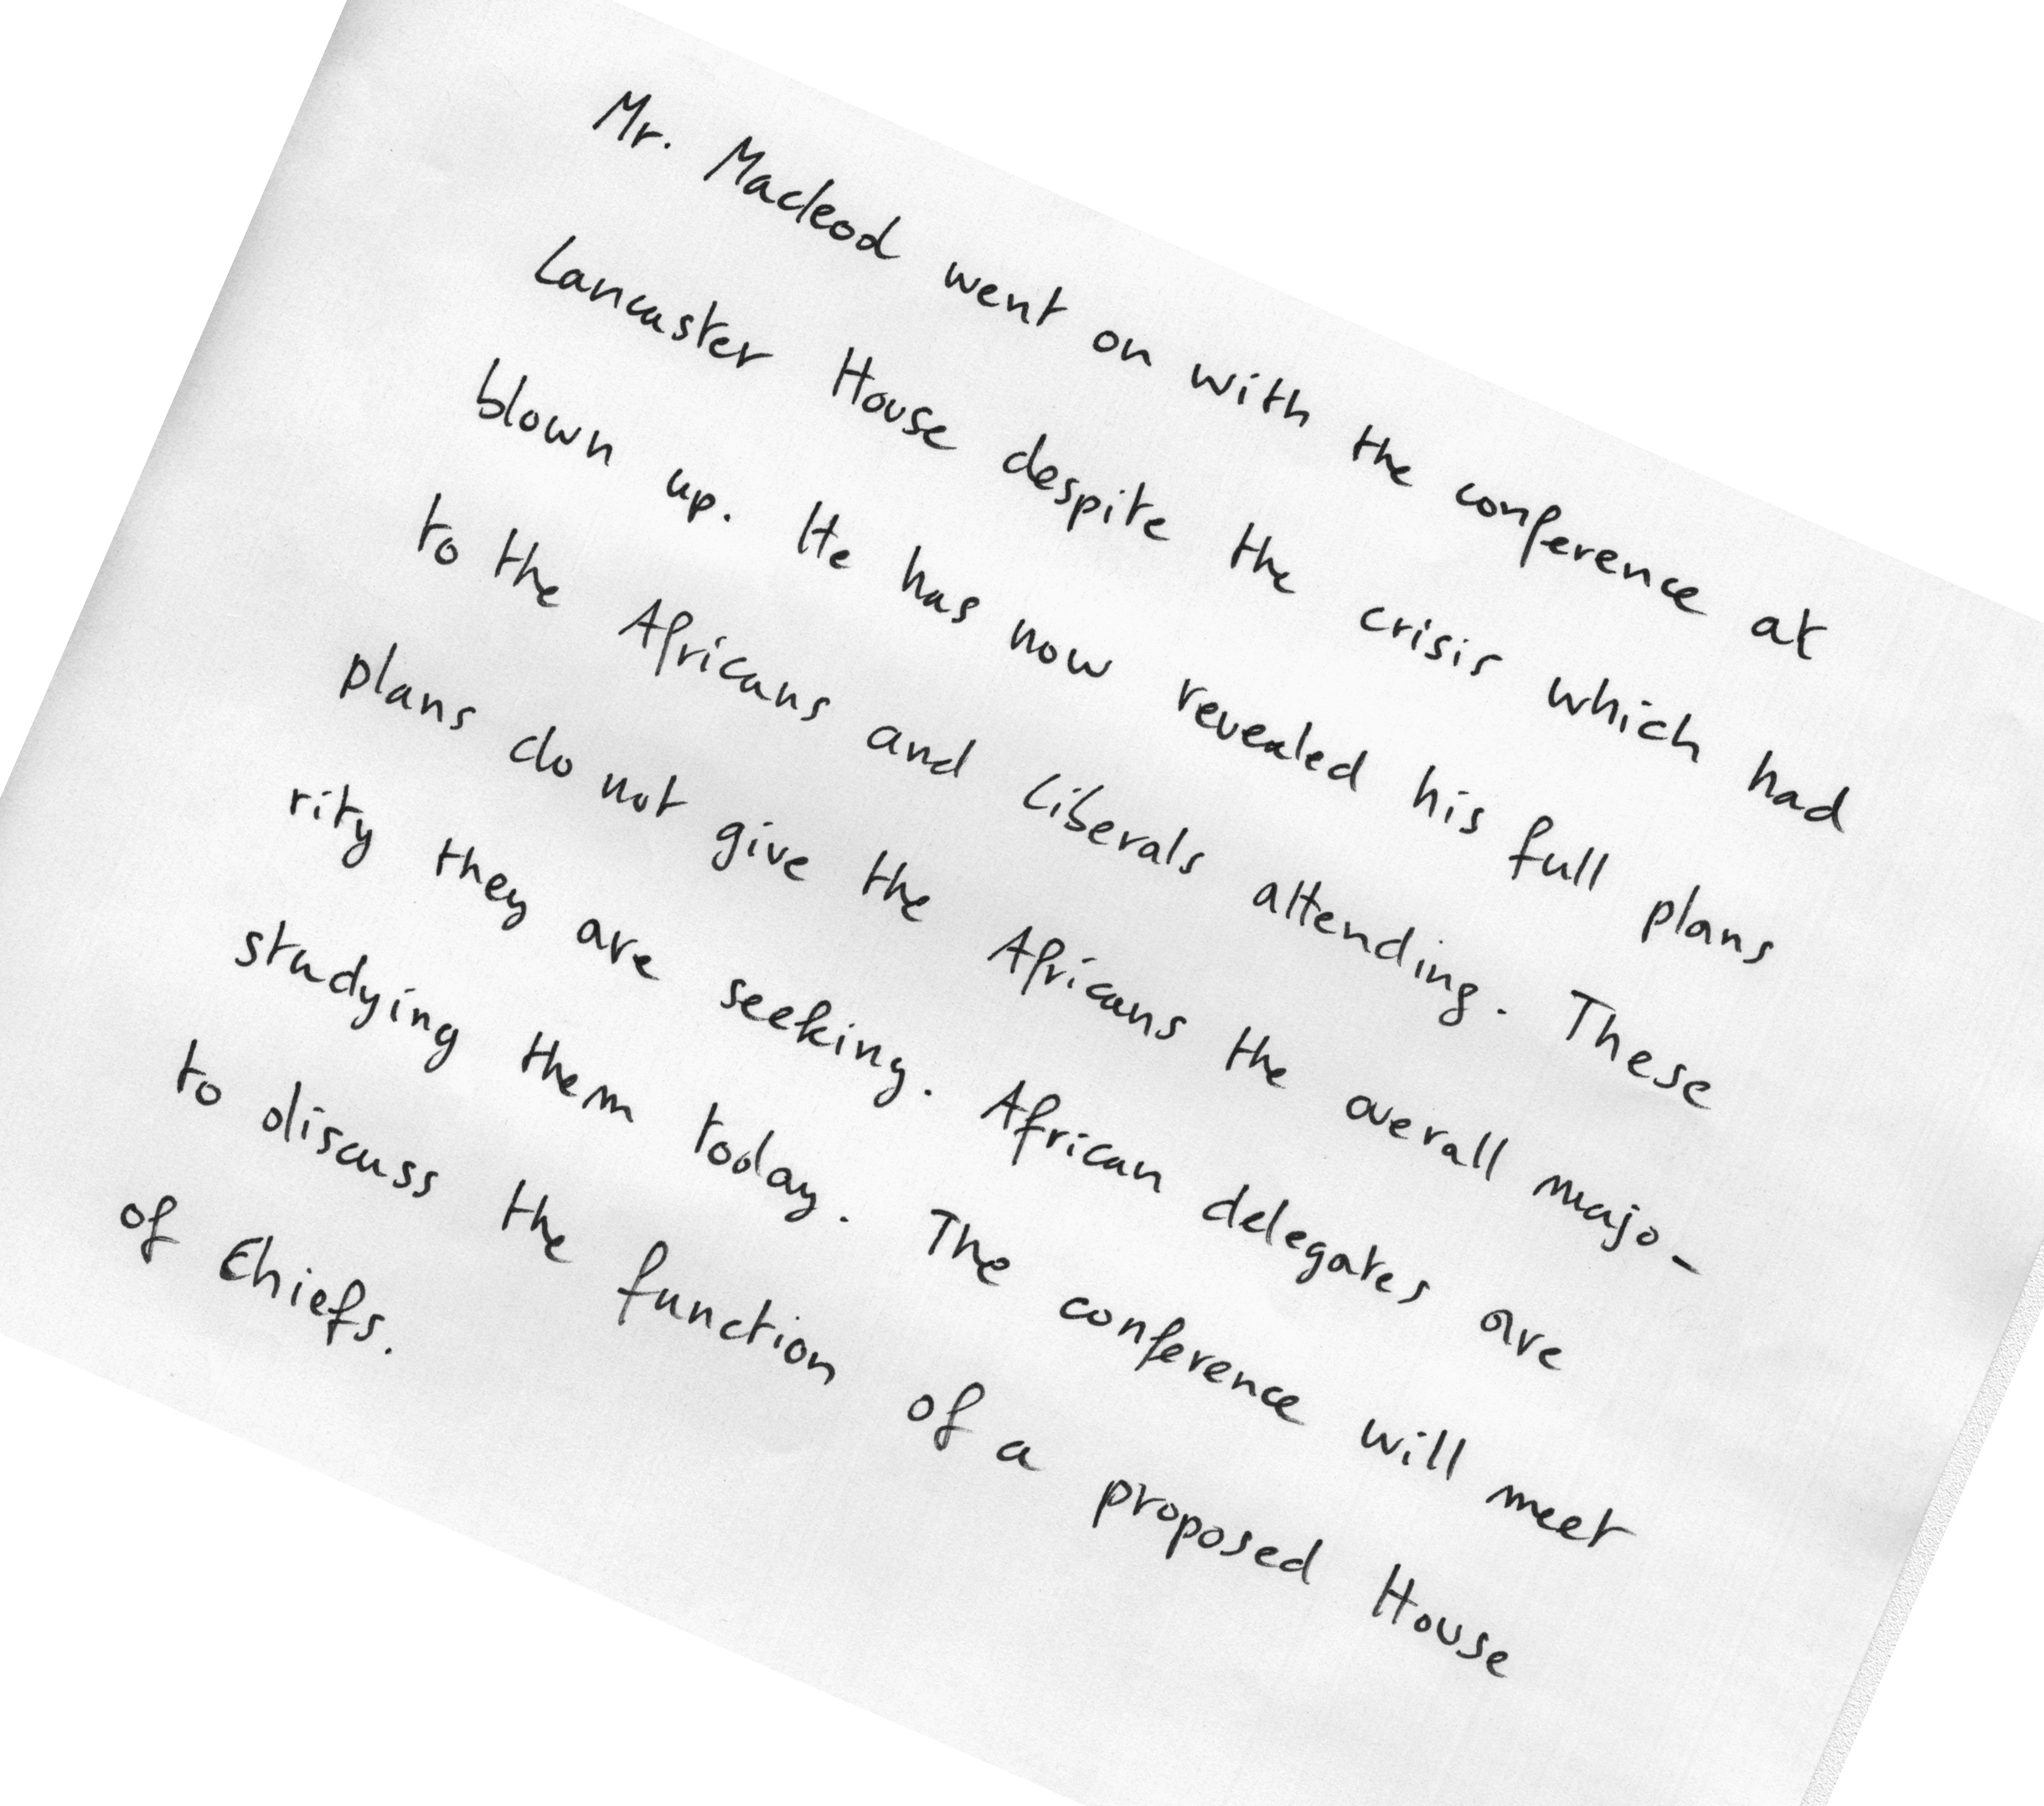 Mr. Macleod went on with the conference at
Lancaster House despite the crisis which had
blown up. He has now revealed his full plans
to the Africans and Liberals attending. These
plans do not give the Africans the overall majo-
rity they are seeking. African delegates are
studying them today. The conference will meet
to discuss the function of a proposed House
of Chiefs.